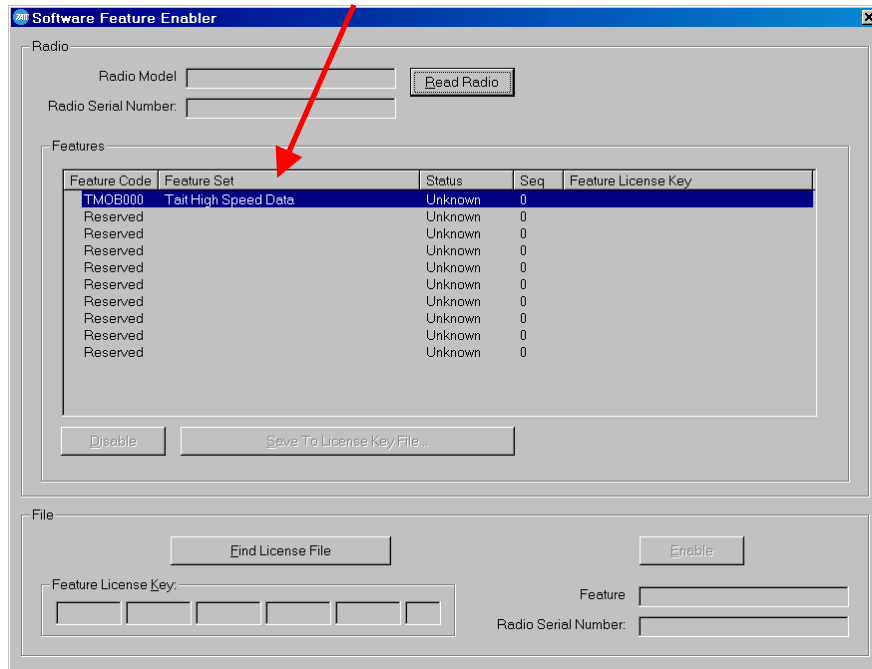 TAIT Software Feature Enabler
Radio
Radio Model
Read Radio
Radio Serial Number:
Features
Feature Code Feature Set Status Seq Feature License Key
TMOB000 Tait High Speed Data Unknown 0
Reserved Unknown 0
Reserved Unknown 0
Reserved Unknown 0
Reserved Unknown 0
Reserved Unknown 0
Reserved Unknown 0
Reserved Unknown 0
Reserved Unknown 0
Reserved Unknown 0
Disable Save To License Key File...
File
Find License File Enable
Feature License Key:
Feature
Radio Serial Number: